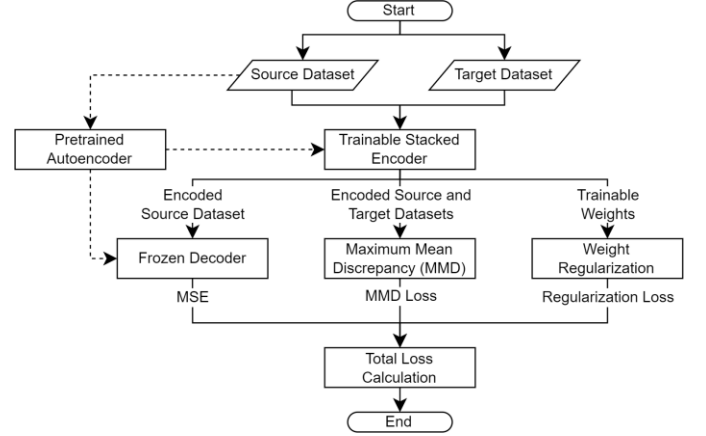 Start
Source Dataset
Target Dataset
Pretrained
Autoencoder
Trainable Stacked
Encoder
Encoded
Source Dataset
Encoded Source and
Target Datasets
Trainable
Weights
Frozen Decoder
Maximum Mean
Discrepancy (MMD)
Weight
Regularization
MSE
MMD Loss
Regularization Loss
Total Loss
Calculation
End